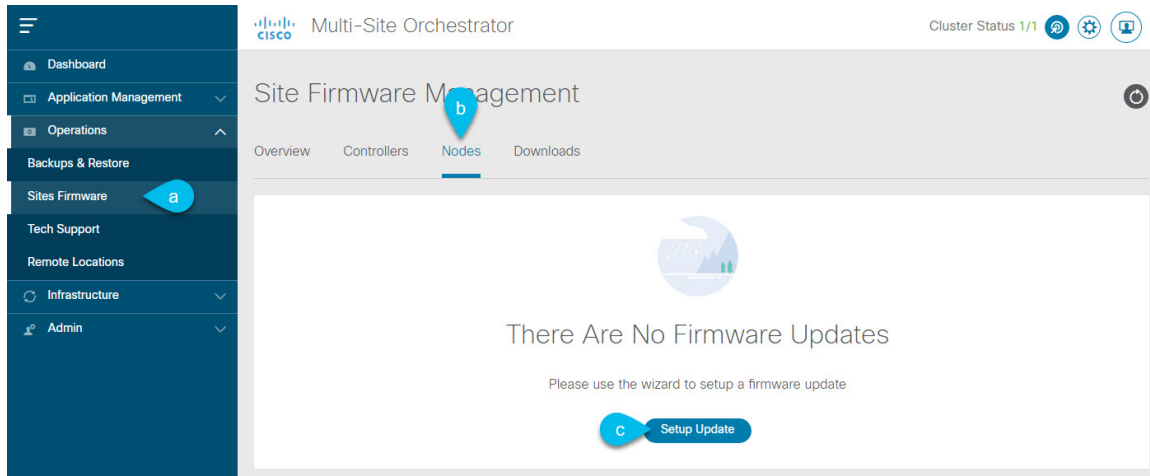 CISCO Multi-Site Orchestrator
Cluster Status 1/1
Dashboard
Application Management
Operations
Backups & Restore
Sites Firmware
a
Tech Support
Remote Locations
Infrastructure
Admin
Site Firmware Management
b
Overview Controllers Nodes Downloads
There Are No Firmware Updates
Please use the wizard to setup a firmware update
c
Setup Update